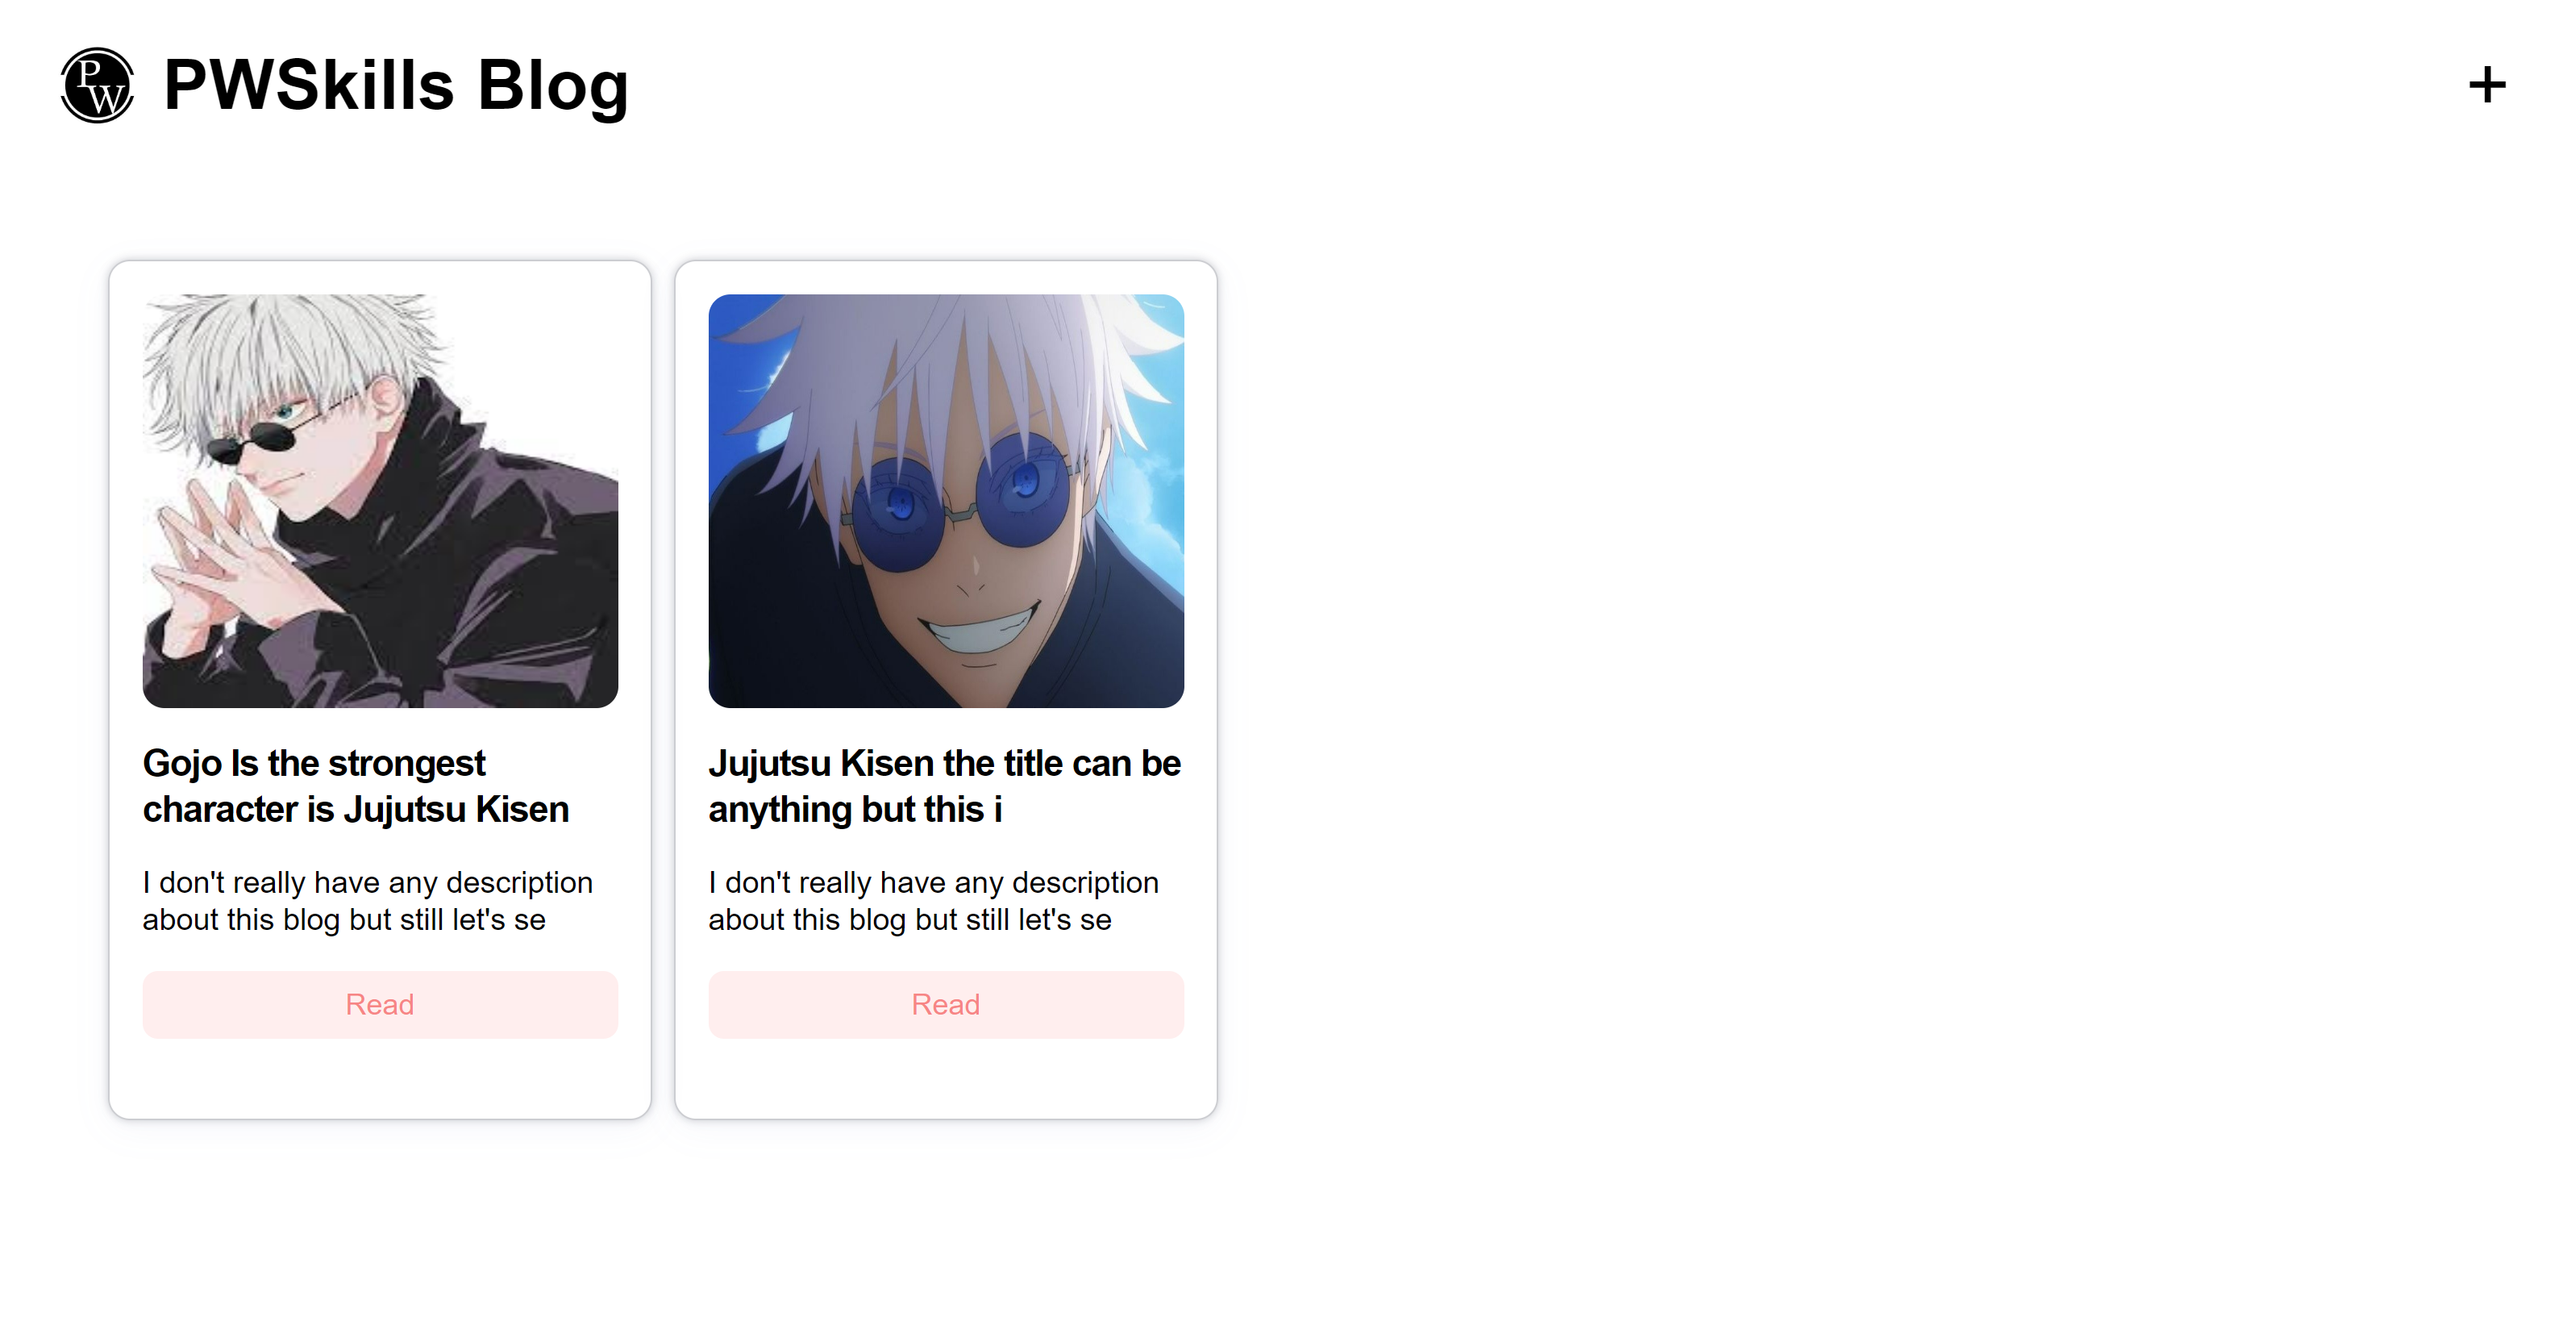 PW PWSkills Blog +
Gojo Is the strongest
character is Jujutsu Kisen
I don't really have any description
about this blog but still let's se
Read
Jujutsu Kisen the title can be
anything but this i
I don't really have any description
about this blog but still let's se
Read